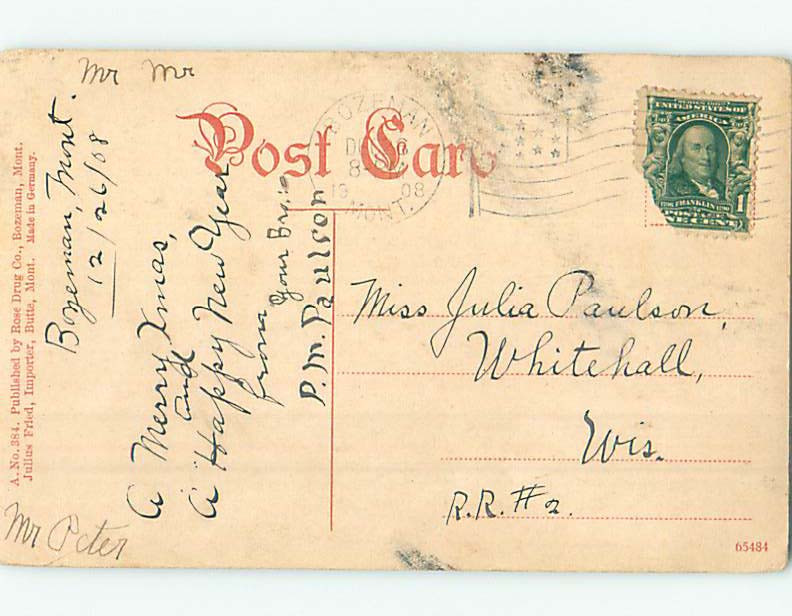 Mr Mr
Post Card
BOZEMAN
8
1908
MONT.
SERIES 1902
UNITED STATES OF
AMERICA
FRANKLIN
POSTAGE
1
ONE CENT
Bozeman, Mont.
12/26/08
A Merry Xmas,
and
A Happy New Year
from
your Bro.
P. M. Paulson
Miss Julia Paulson,
Whitehall,
Wis.
R.R. #2.
A. No. 384. Published by Rose Drug Co., Bozeman, Mont.
Julius Fried, Importer, Butte, Mont. Made in Germany.
Mr Peter
65484